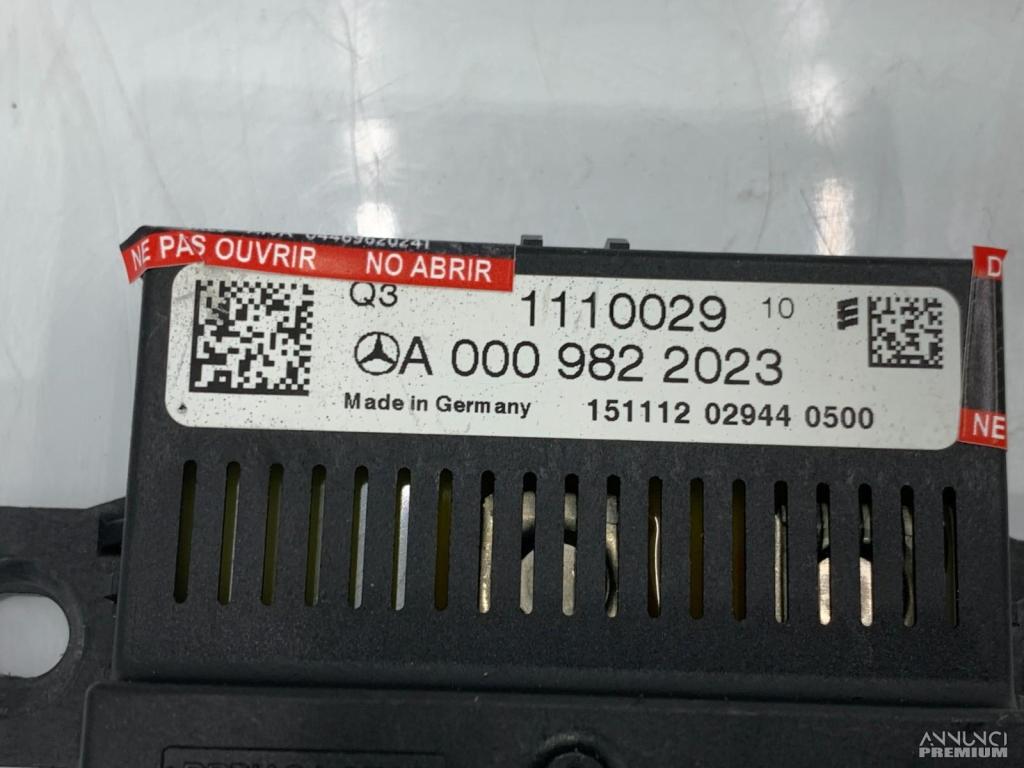 04469820241
NE PAS OUVRIR NO ABRIR
D
Q3 1110029 10
A 000 982 2023
Made in Germany 151112 02944 0500
NE
ANNUNCI
PREMIUM